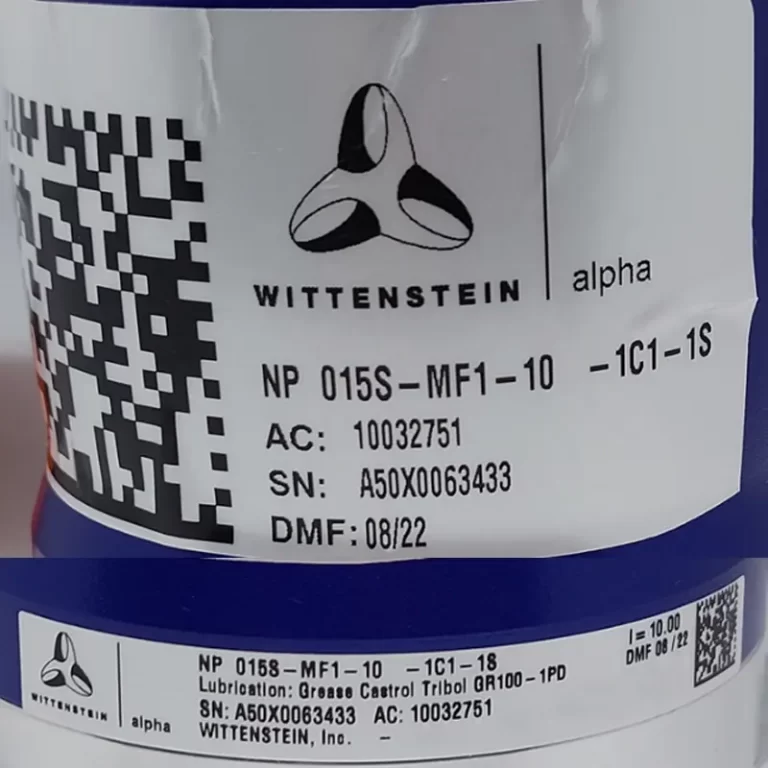 WITTENSTEIN
alpha
NP 015S-MF1-10 -1C1-1S
AC: 10032751
SN: A50X0063433
DMF: 08/22
WITTENSTEIN
alpha
NP 015S-MF1-10 -1C1-1S
Lubrication: Grease Castrol Tribol GR100-1PD
SN: A50X0063433 AC: 10032751
WITTENSTEIN, Inc. -
i = 10.00
DMF 08/22